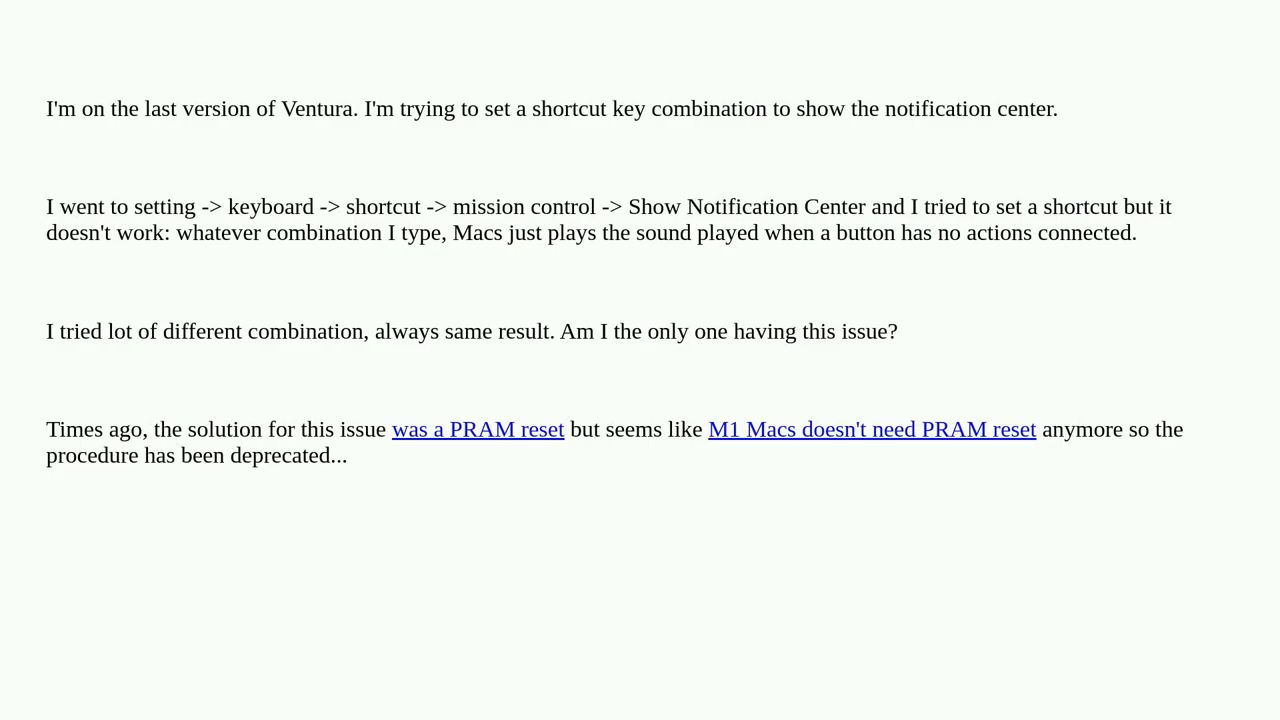 I'm on the last version of Ventura. I'm trying to set a shortcut key combination to show the notification center.
I went to setting -> keyboard -> shortcut -> mission control -> Show Notification Center and I tried to set a shortcut but it
doesn't work: whatever combination I type, Macs just plays the sound played when a button has no actions connected.
I tried lot of different combination, always same result. Am I the only one having this issue?
Times ago, the solution for this issue was a PRAM reset but seems like M1 Macs doesn't need PRAM reset anymore so the
procedure has been deprecated...